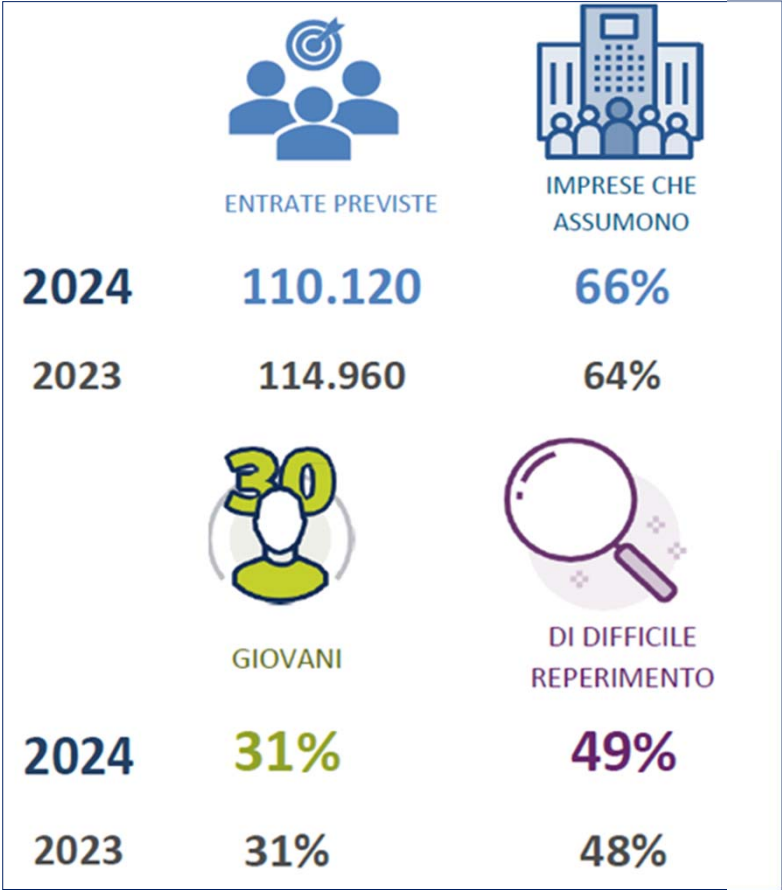 ENTRATE PREVISTE
IMPRESE CHE
ASSUMONO
2024 110.120 66%
2023 114.960 64%
30
GIOVANI
DI DIFFICILE
REPERIMENTO
2024 31% 49%
2023 31% 48%